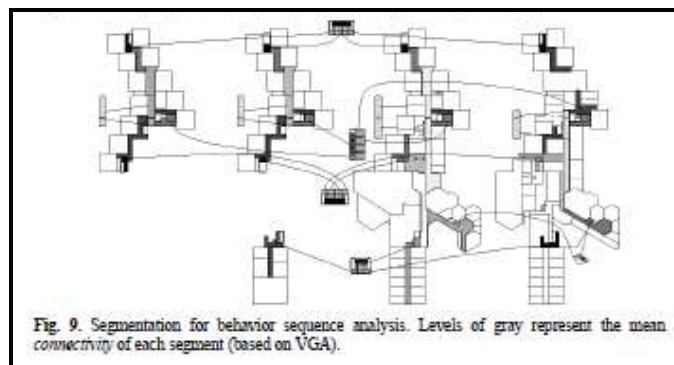 Fig. 9. Segmentation for behavior sequence analysis. Levels of gray represent the mean
connectivity of each segment (based on VGA).